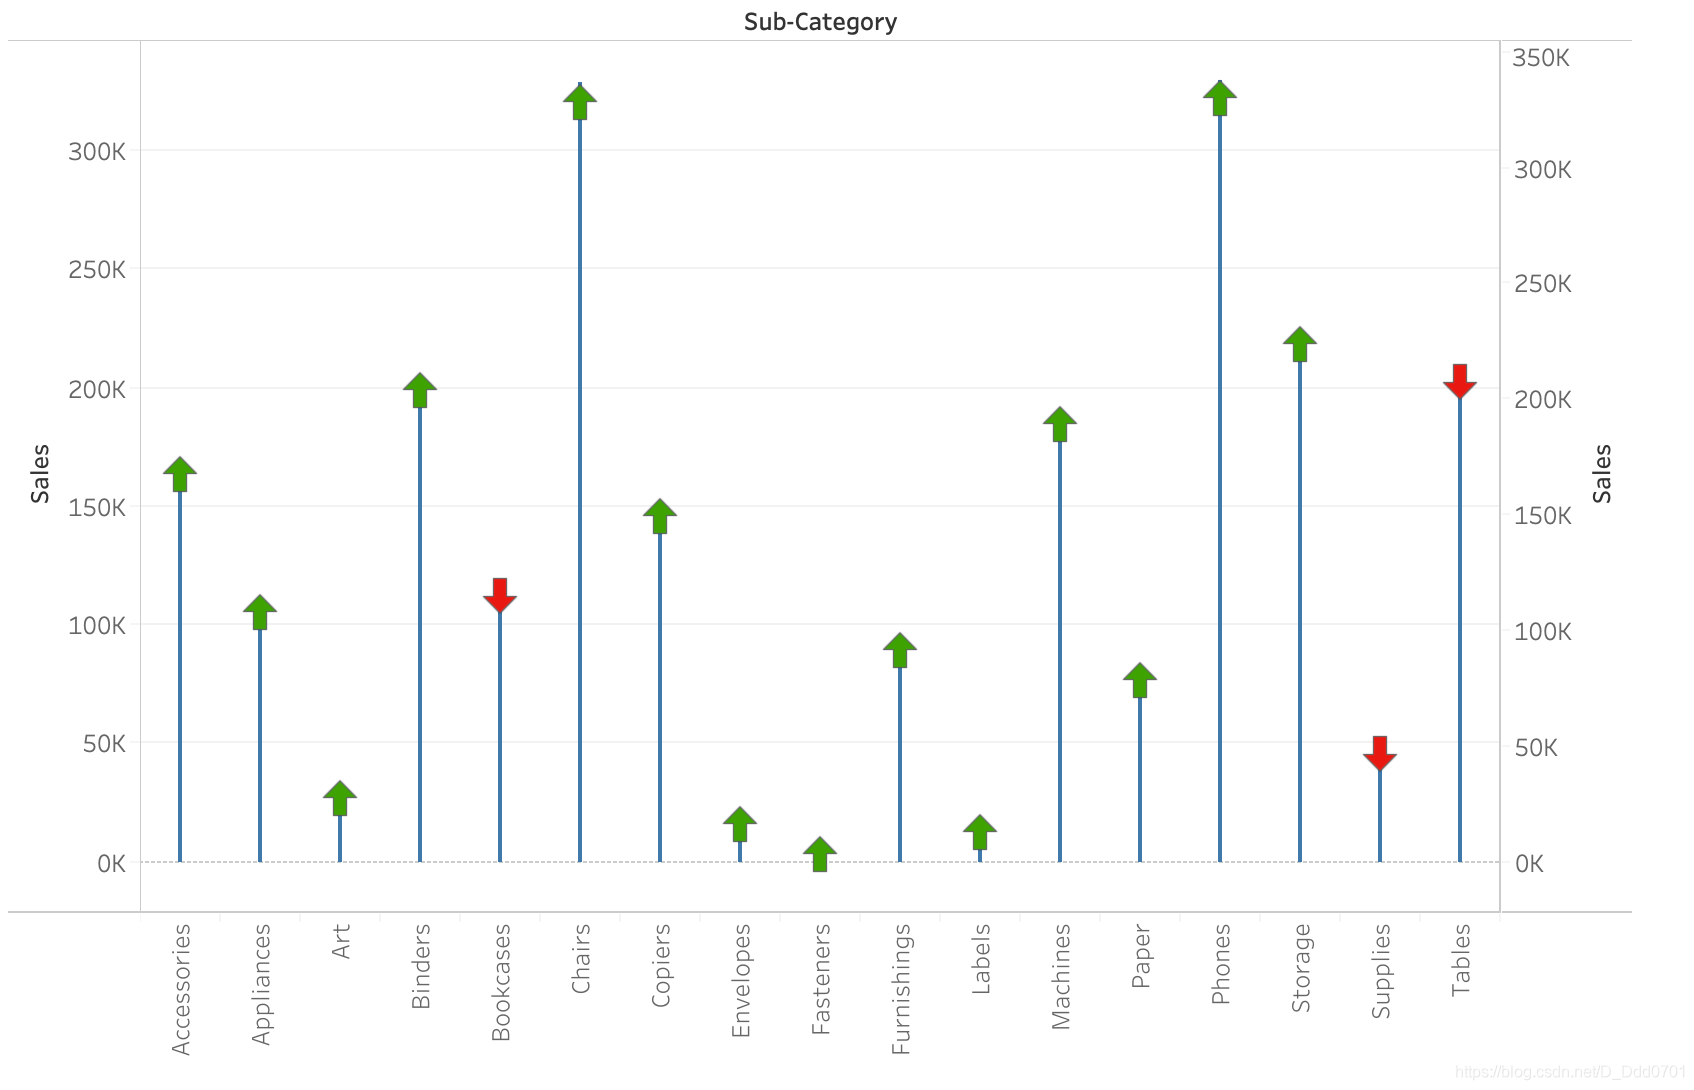 Sub-Category
350K
300K
250K
200K
150K
100K
50K
0K
Sales
300K
250K
200K
150K
100K
50K
0K
Sales
Accessories
Appliances
Art
Binders
Bookcases
Chairs
Copiers
Envelopes
Fasteners
Furnishings
Labels
Machines
Paper
Phones
Storage
Supplies
Tables
https://blog.csdn.net/D_Ddd0701